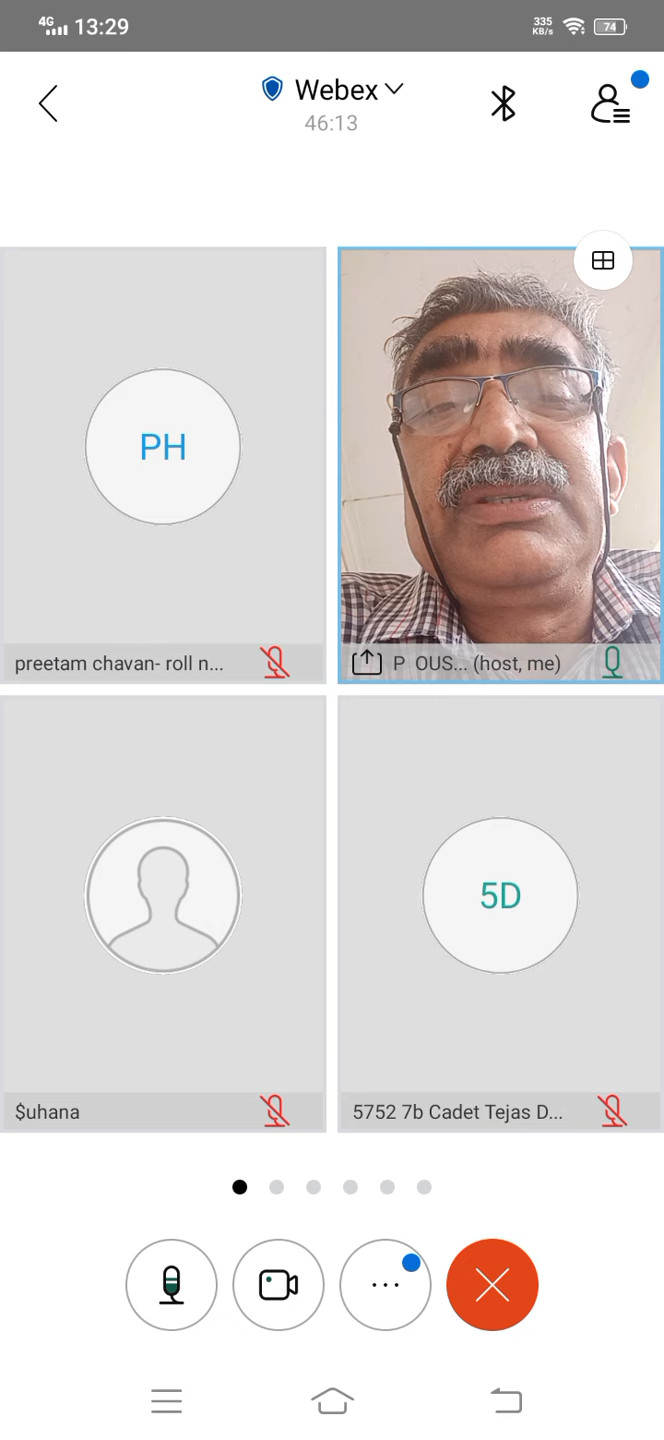 4G 13:29 335 KB/s 74
Webex
46:13
PH
preetam chavan- roll n...
P OUS... (host, me)
5D
$uhana
5752 7b Cadet Tejas D...